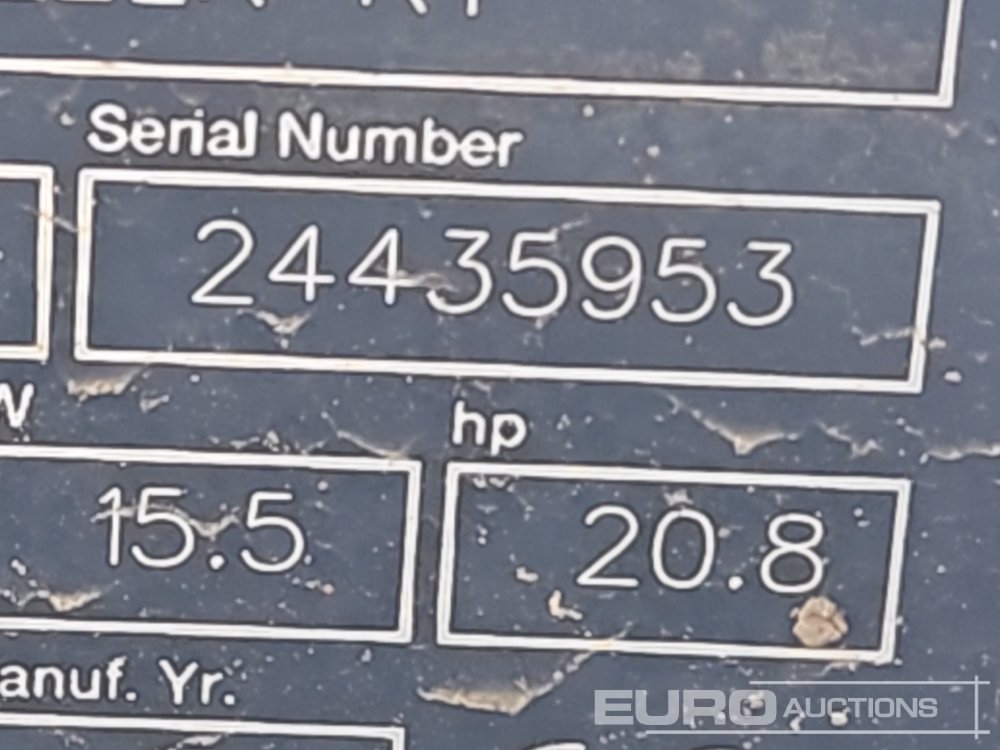 Serial Number
24435953
hp
15.5
20.8
anuf. Yr.
EURO AUCTIONS